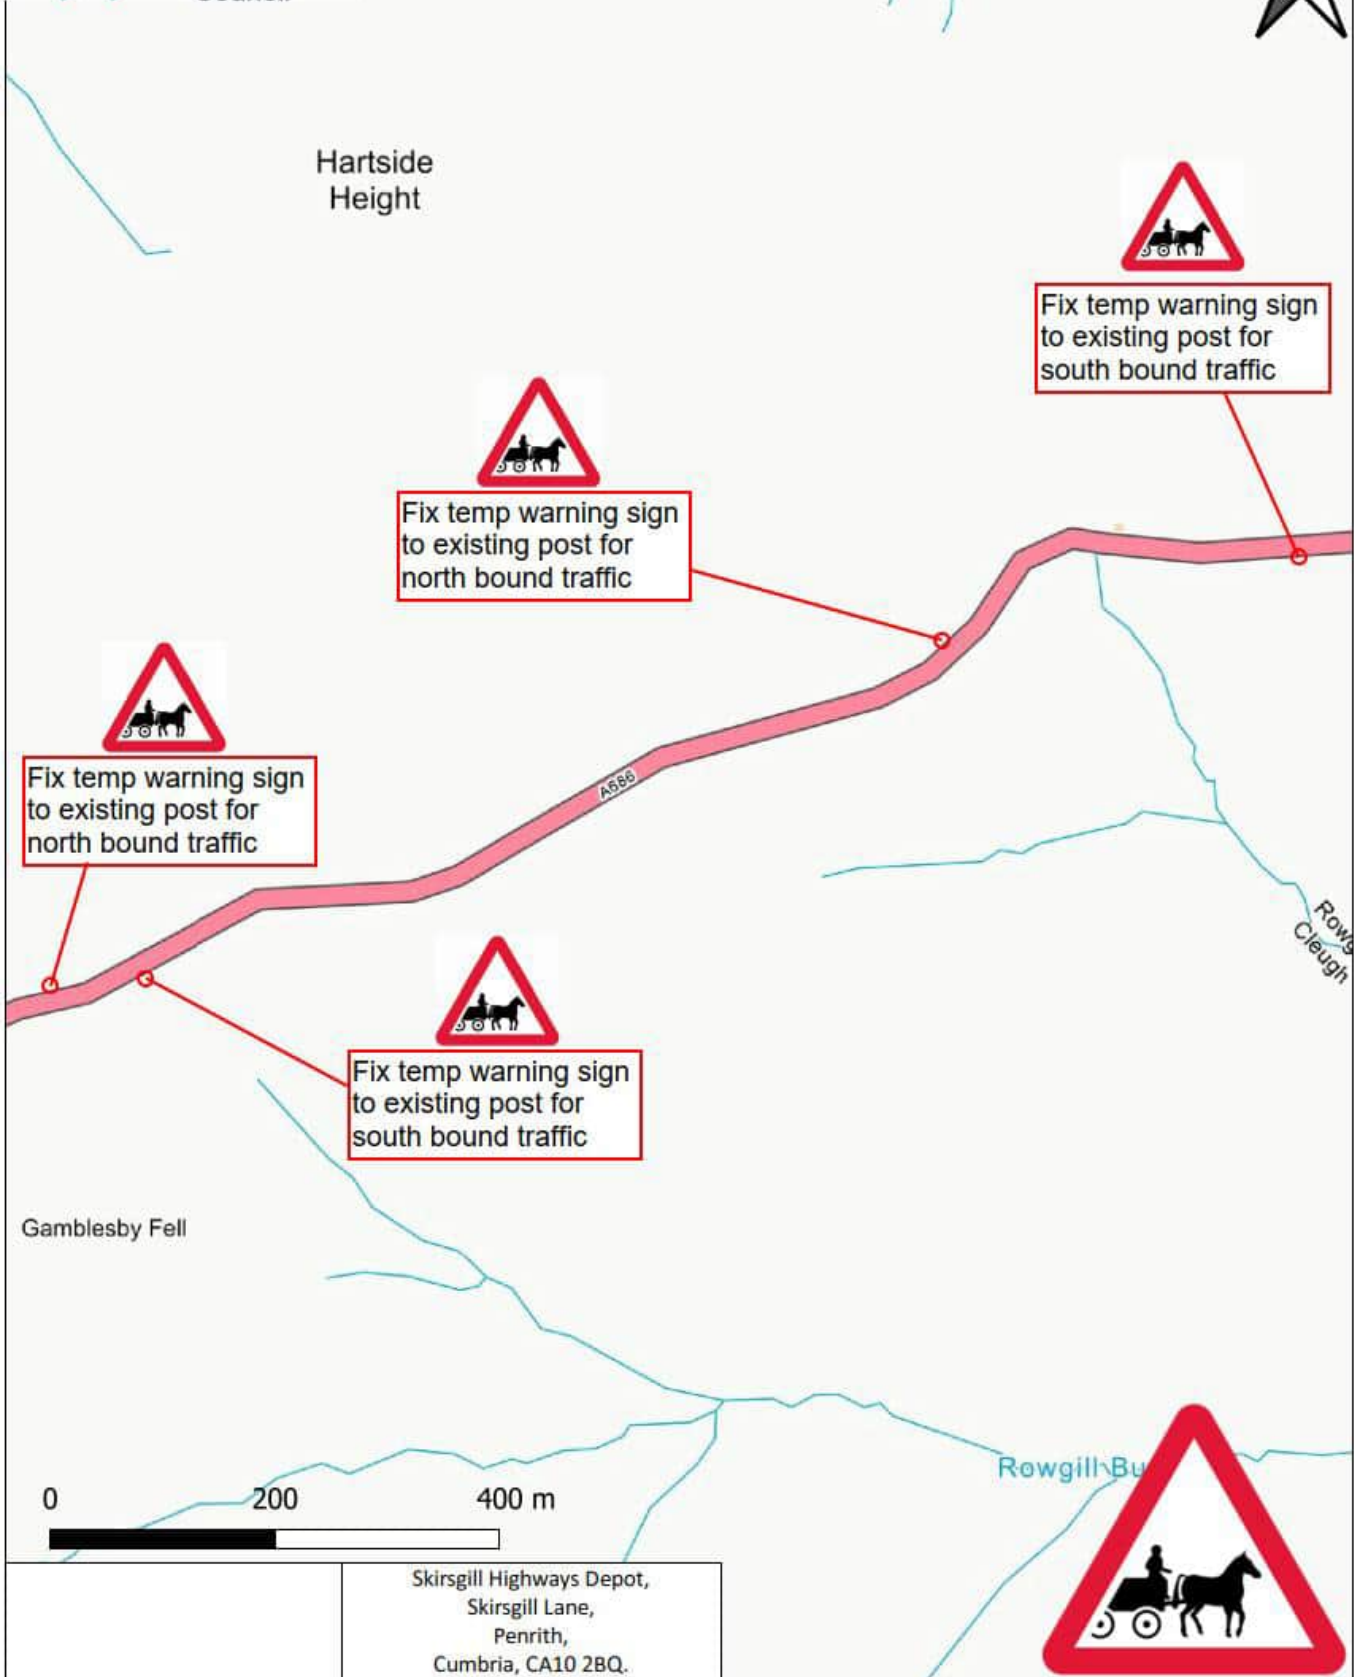 Hartside
Height
Fix temp warning sign
to existing post for
south bound traffic
Fix temp warning sign
to existing post for
north bound traffic
A686
Fix temp warning sign
to existing post for
north bound traffic
Cleugh
Fix temp warning sign
to existing post for
south bound traffic
Gamblesby Fell
Rowgill Bu
0 200 400 m
Skirsgill Highways Depot,
Skirsgill Lane,
Penrith,
Cumbria, CA10 2BQ.